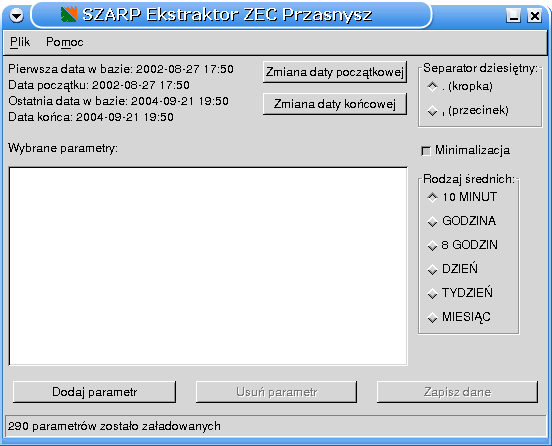 SZARP Ekstraktor ZEC Przasnysz
Plik Pomoc
Pierwsza data w bazie: 2002-08-27 17:50
Data początku: 2002-08-27 17:50
Ostatnia data w bazie: 2004-09-21 19:50
Data końca: 2004-09-21 19:50
Zmiana daty początkowej
Zmiana daty końcowej
Separator dziesiętny:
. (kropka)
, (przecinek)
Wybrane parametry:
Minimalizacja
Rodzaj średnich:
10 MINUT
GODZINA
8 GODZIN
DZIEŃ
TYDZIEŃ
MIESIĄC
Dodaj parametr
Usuń parametr
Zapisz dane
290 parametrów zostało załadowanych